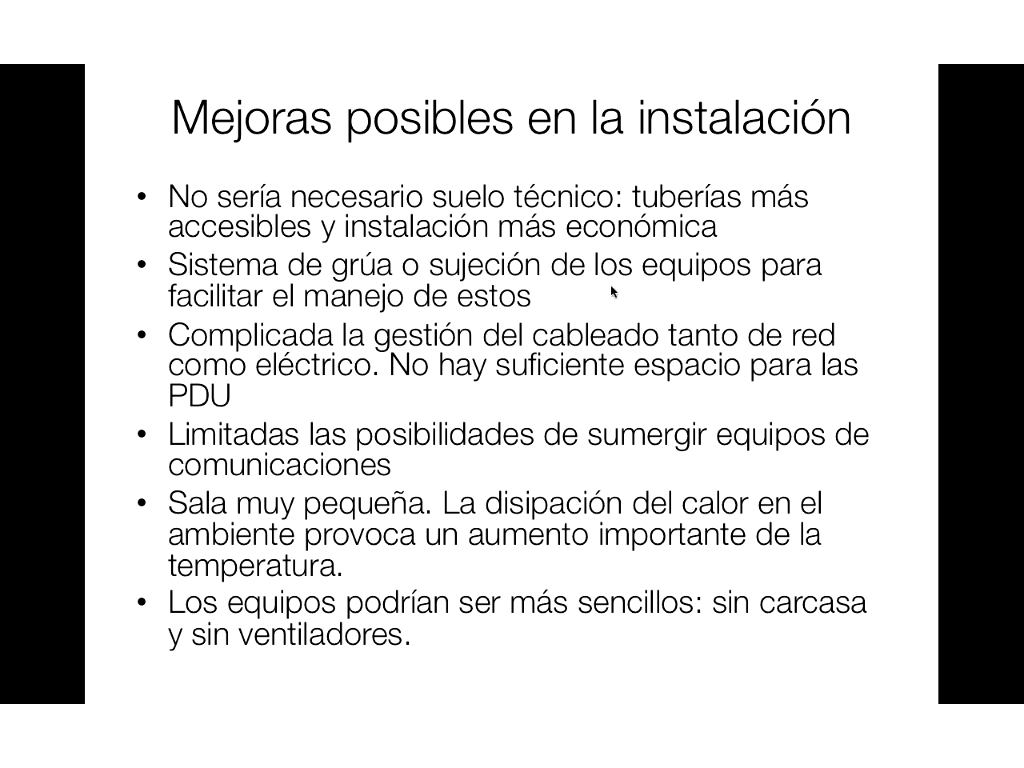 Mejoras posibles en la instalación
• No sería necesario suelo técnico: tuberías más
accesibles y instalación más económica
• Sistema de grúa o sujeción de los equipos para
facilitar el manejo de estos
• Complicada la gestión del cableado tanto de red
como eléctrico. No hay suficiente espacio para las
PDU
• Limitadas las posibilidades de sumergir equipos de
comunicaciones
• Sala muy pequeña. La disipación del calor en el
ambiente provoca un aumento importante de la
temperatura.
• Los equipos podrían ser más sencillos: sin carcasa
y sin ventiladores.